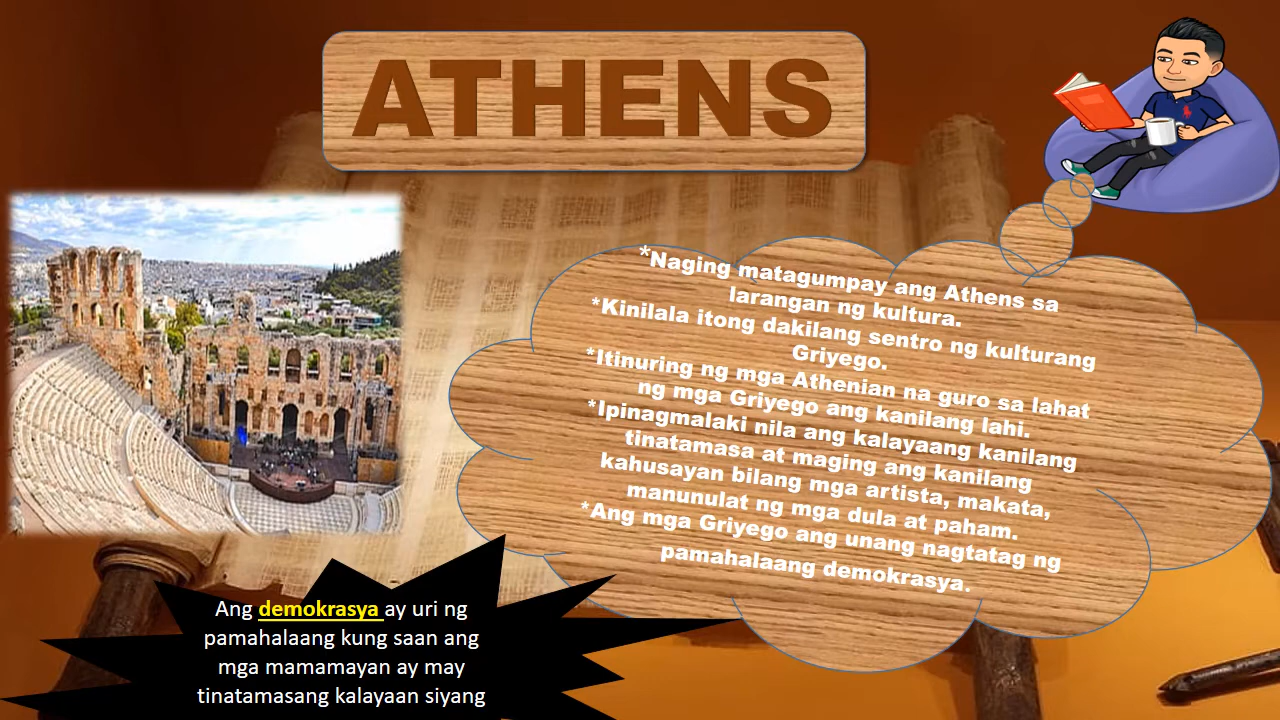 ATHENS
*Naging matagumpay ang Athens sa
larangan ng kultura.
*Kinilala itong dakilang sentro ng kulturang
Griyego.
*Itinuring ng mga Athenian na guro sa lahat
ng mga Griyego ang kanilang lahi.
*Ipinagmalaki nila ang kalayaang kanilang
tinatamasa at maging ang kanilang
kahusayan bilang mga artista, makata,
manunulat ng mga dula at paham.
*Ang mga Griyego ang unang nagtatag ng
pamahalaang demokrasya.
Ang demokrasya ay uri ng
pamahalaang kung saan ang
mga mamamayan ay may
tinatamasang kalayaan siyang